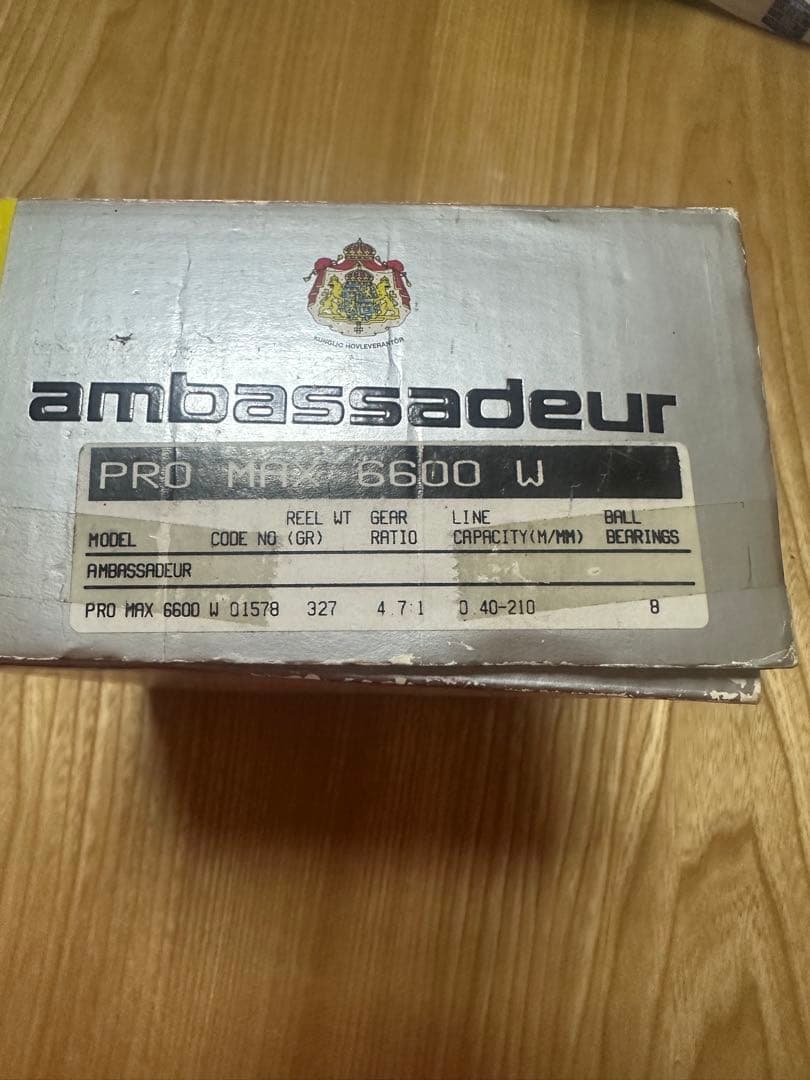 KUNGLIG HOVLEVERANTÖR
ambassadeur
PRO MAX 6600 W
MODEL CODE NO REEL WT (GR) GEAR RATIO LINE CAPACITY(M/MM) BALL BEARINGS
AMBASSADEUR
PRO MAX 6600 W 01578 327 4.7:1 0.40-210 8